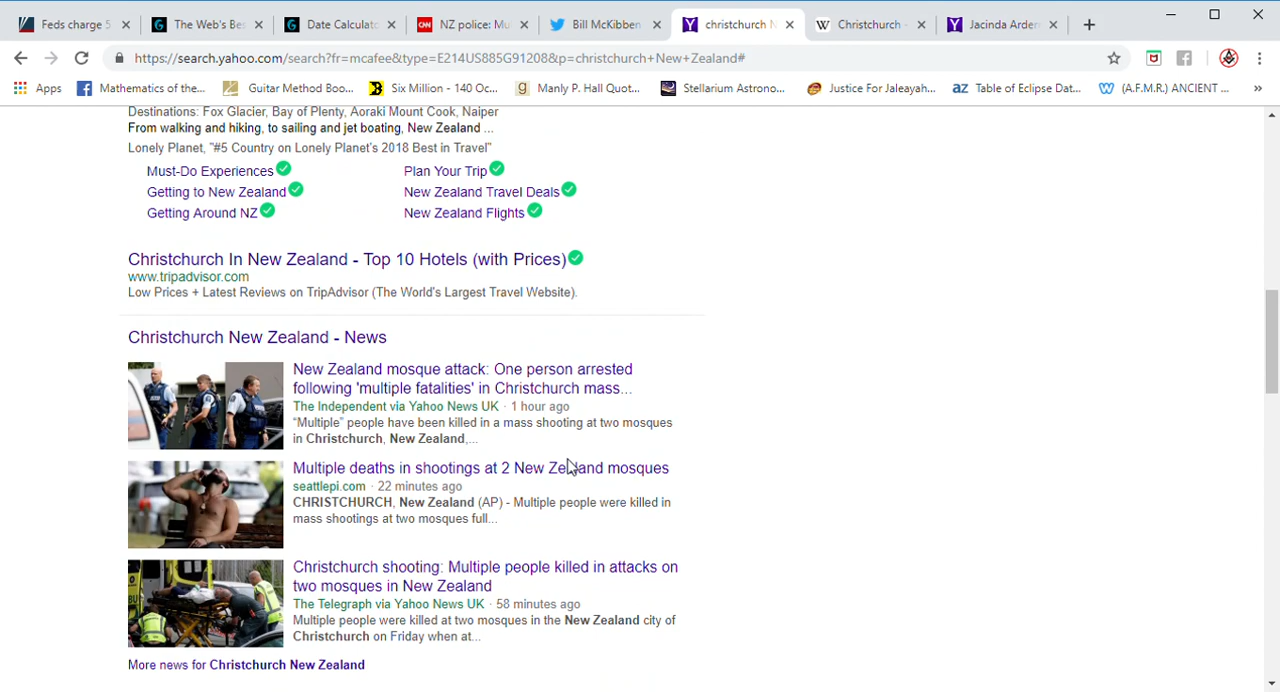 Feds charge 5
The Web's Bes
Date Calculato
NZ police: Mu
Bill McKibben
christchurch N
Christchurch -
Jacinda Arder
https://search.yahoo.com/search?fr=mcafee&type=E214US885G91208&p=christchurch+New+Zealand#
Apps
Mathematics of the...
Guitar Method Boo...
Six Million - 140 Oc...
Manly P. Hall Quot...
Stellarium Astrono...
Justice For Jaleayah...
Table of Eclipse Dat...
(A.F.M.R.) ANCIENT ...
»
Destinations: Fox Glacier, Bay of Plenty, Aoraki Mount Cook, Naiper
From walking and hiking, to sailing and jet boating, New Zealand ...
Lonely Planet, "#5 Country on Lonely Planet's 2018 Best in Travel"
Must-Do Experiences
Plan Your Trip
Getting to New Zealand
New Zealand Travel Deals
Getting Around NZ
New Zealand Flights
Christchurch In New Zealand - Top 10 Hotels (with Prices)
www.tripadvisor.com
Low Prices + Latest Reviews on TripAdvisor (The World's Largest Travel Website).
Christchurch New Zealand - News
New Zealand mosque attack: One person arrested
following 'multiple fatalities' in Christchurch mass...
The Independent via Yahoo News UK · 1 hour ago
“Multiple” people have been killed in a mass shooting at two mosques
in Christchurch, New Zealand,...
Multiple deaths in shootings at 2 New Zealand mosques
seattlepi.com · 22 minutes ago
CHRISTCHURCH, New Zealand (AP) - Multiple people were killed in
mass shootings at two mosques full...
Christchurch shooting: Multiple people killed in attacks on
two mosques in New Zealand
The Telegraph via Yahoo News UK · 58 minutes ago
Multiple people were killed at two mosques in the New Zealand city of
Christchurch on Friday when at...
More news for Christchurch New Zealand